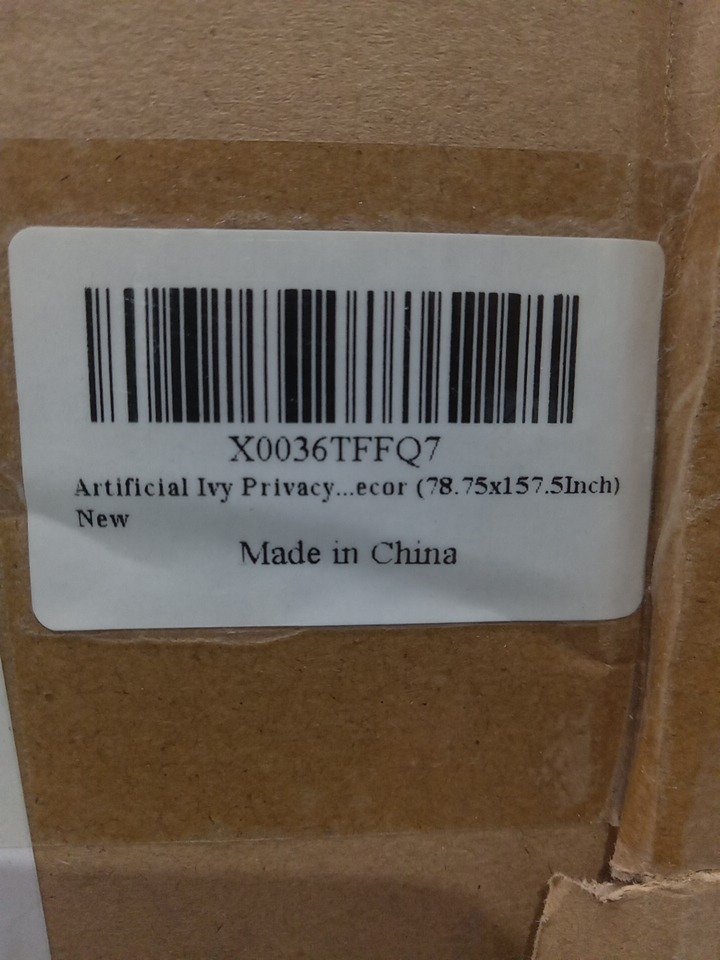 X0036TFFQ7
Artificial Ivy Privacy...ecor (78.75x157.5Inch)
New
Made in China